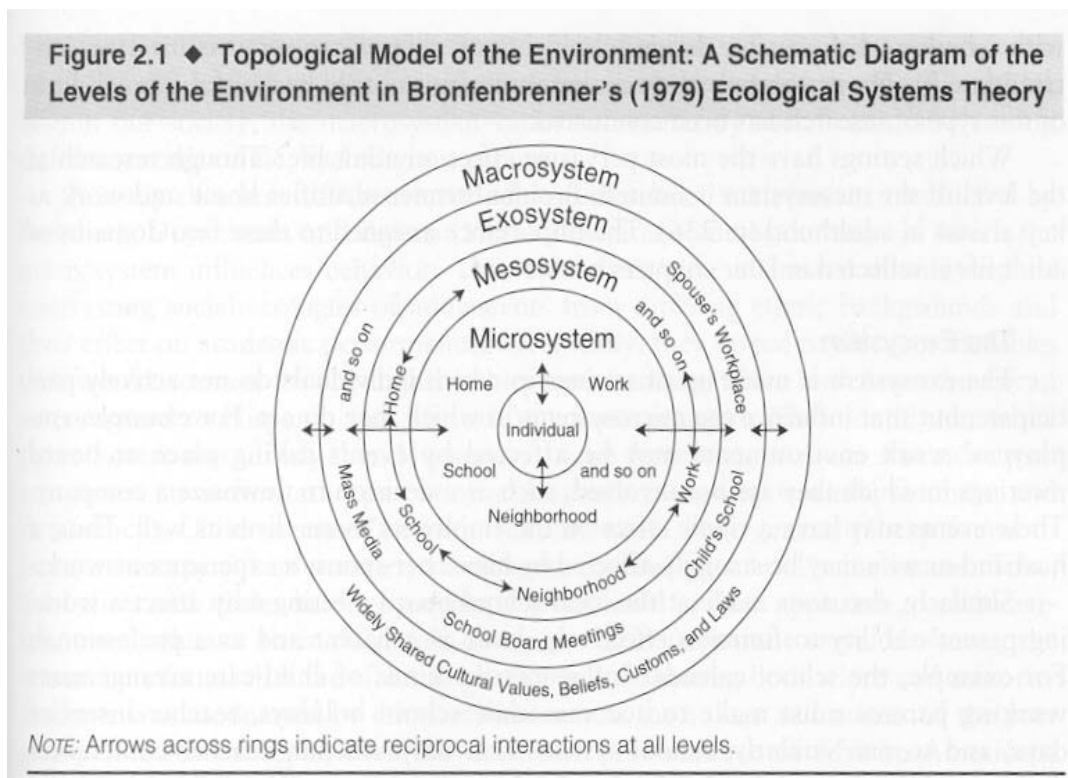 Figure 2.1 ◆ Topological Model of the Environment: A Schematic Diagram of the
Levels of the Environment in Bronfenbrenner's (1979) Ecological Systems Theory
Macrosystem
Exosystem
Mesosystem
Microsystem
Home
Work
Individual
School
and so on
Neighborhood
Home
and so on
School
Work
Neighborhood
and so on
Spouse's Workplace
Mass Media
Child's School
School Board Meetings
Widely Shared Cultural Values, Beliefs, Customs, and Laws
NOTE: Arrows across rings indicate reciprocal interactions at all levels.